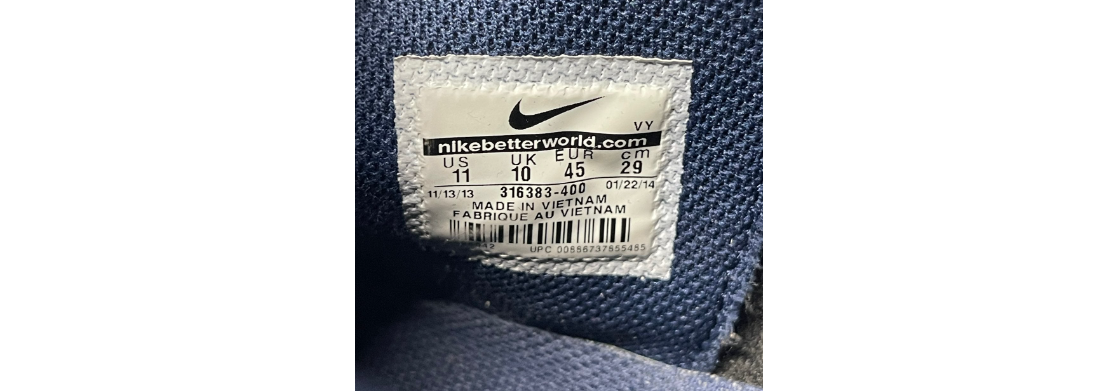 VY
nikebetterworld.com
US UK EUR cm
11 10 45 29
11/13/13 316383-400 01/22/14
MADE IN VIETNAM
FABRIQUE AU VIETNAM
UPC 00886737855485